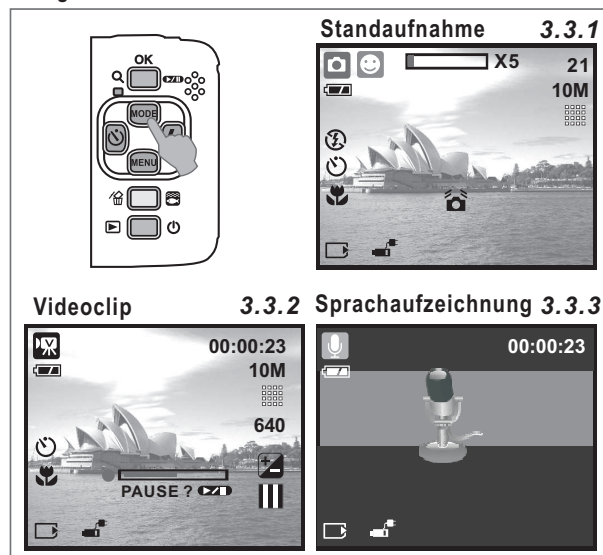 OK
MODE
MENU
Standaufnahme 3.3.1
X5 21
10M
Videoclip 3.3.2
00:00:23
10M
640
PAUSE ?
Sprachaufzeichnung 3.3.3
00:00:23